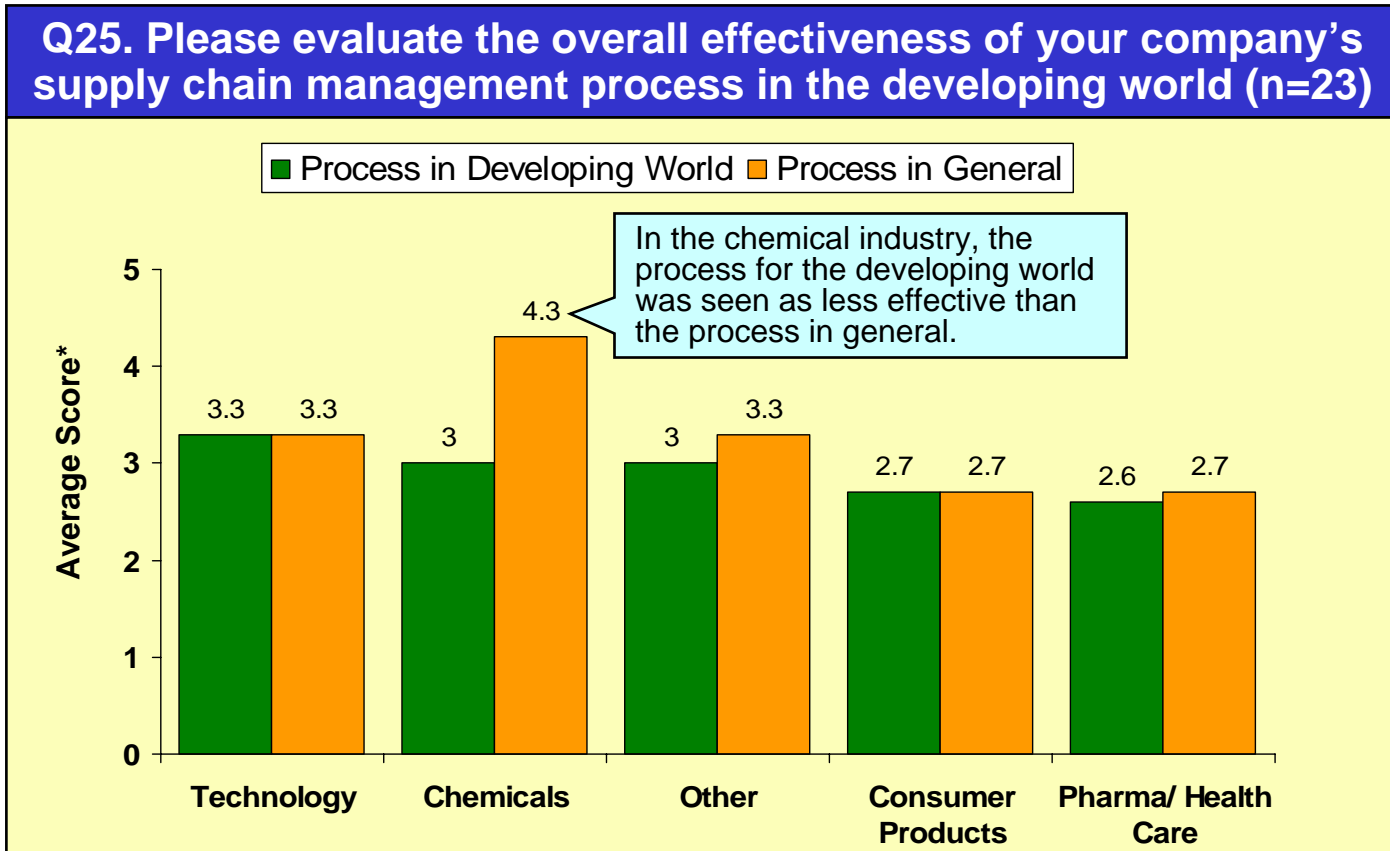 Q25. Please evaluate the overall effectiveness of your company’s
supply chain management process in the developing world (n=23)
Process in Developing World Process in General
In the chemical industry, the
process for the developing world
was seen as less effective than
the process in general.
Average Score*
5
4
3
2
1
0
3.3
3.3
3
4.3
3
3.3
2.7
2.7
2.6
2.7
Technology
Chemicals
Other
Consumer
Products
Pharma/ Health
Care